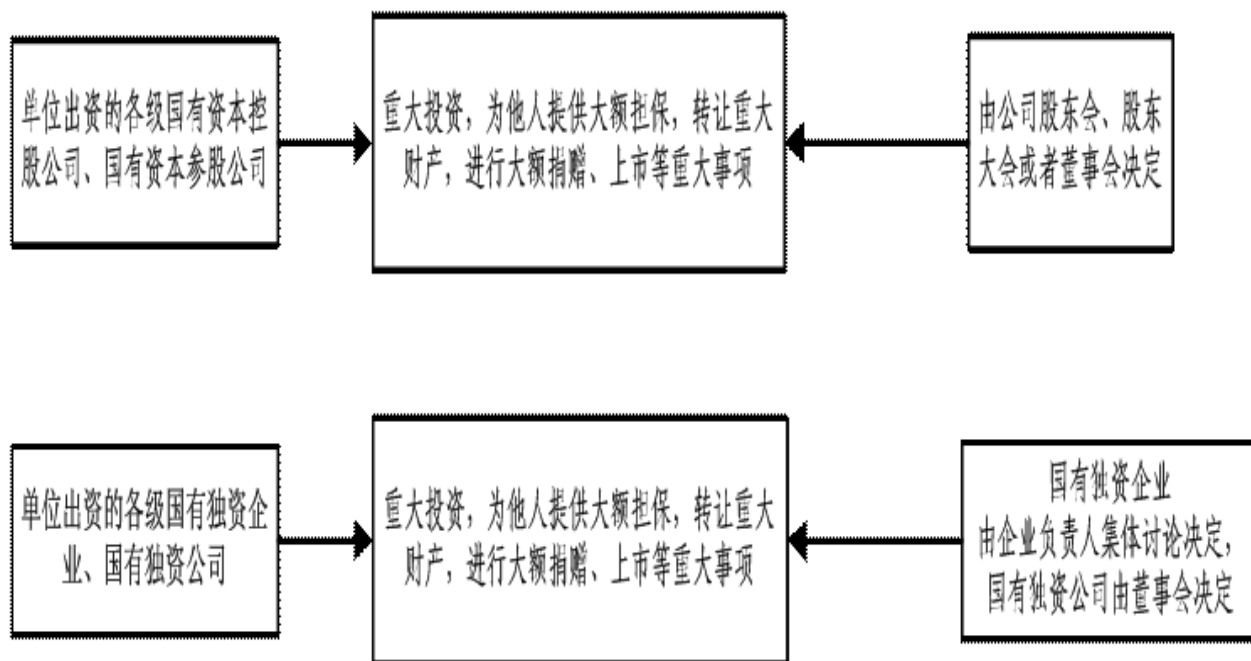 单位出资的各级国有资本控
股公司、国有资本参股公司
重大投资，为他人提供大额担保，转让重大
财产，进行大额捐赠、上市等重大事项
由公司股东会、股东
大会或者董事会决定
单位出资的各级国有独资企
业、国有独资公司
重大投资，为他人提供大额担保，转让重大
财产，进行大额捐赠、上市等重大事项
国有独资企业
由企业负责人集体讨论决定，
国有独资公司由董事会决定